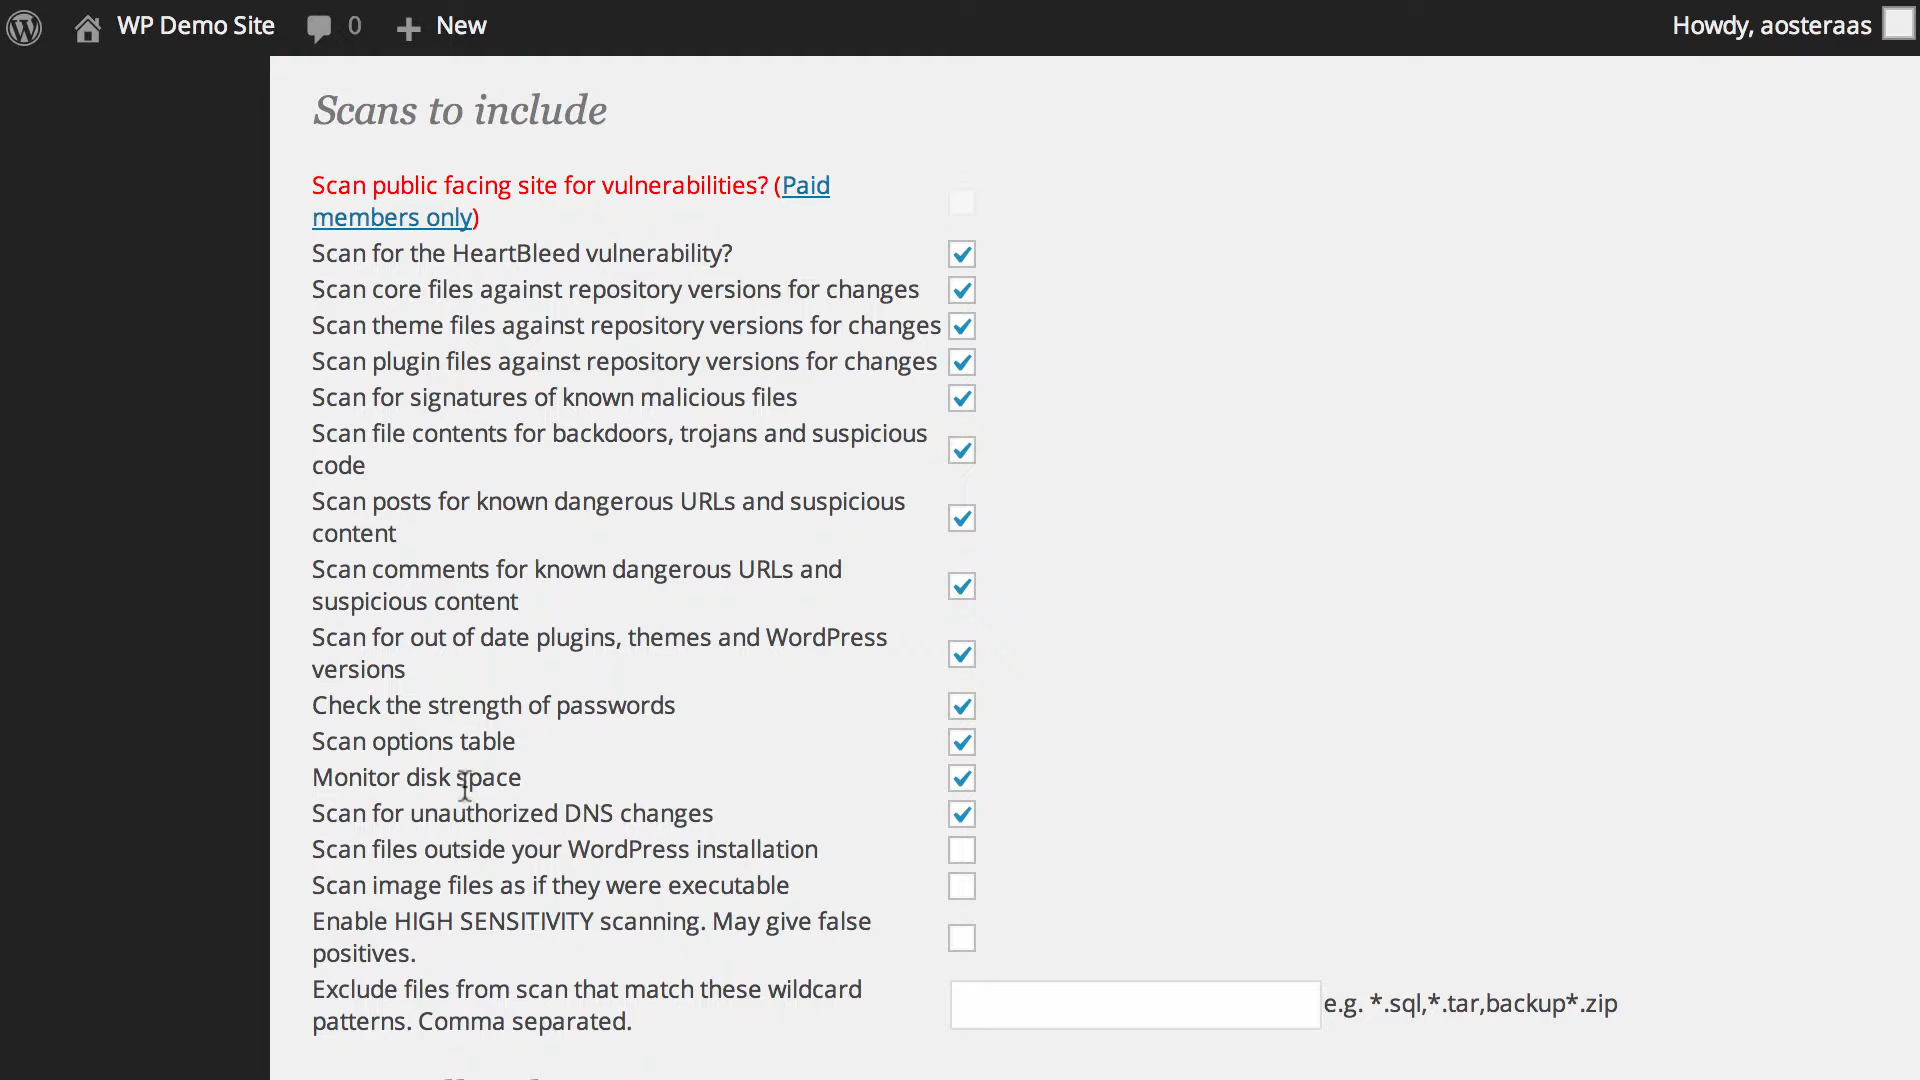 WP Demo Site 0 New Howdy, aosteraas
Scans to include
Scan public facing site for vulnerabilities? (Paid
members only)
Scan for the HeartBleed vulnerability?
Scan core files against repository versions for changes
Scan theme files against repository versions for changes
Scan plugin files against repository versions for changes
Scan for signatures of known malicious files
Scan file contents for backdoors, trojans and suspicious
code
Scan posts for known dangerous URLs and suspicious
content
Scan comments for known dangerous URLs and
suspicious content
Scan for out of date plugins, themes and WordPress
versions
Check the strength of passwords
Scan options table
Monitor disk space
Scan for unauthorized DNS changes
Scan files outside your WordPress installation
Scan image files as if they were executable
Enable HIGH SENSITIVITY scanning. May give false
positives.
Exclude files from scan that match these wildcard
patterns. Comma separated.
e.g. *.sql,*.tar,backup*.zip